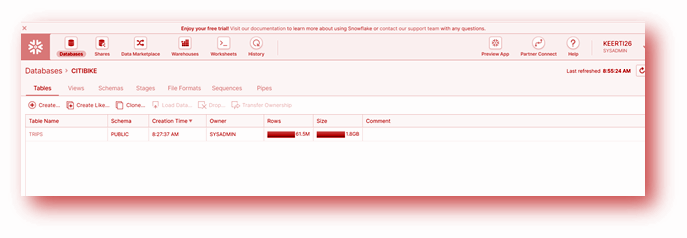 Enjoy your free trial! Visit our documentation to learn more about using Snowflake or contact our support team with any questions.
Databases Shares Data Marketplace Warehouses Worksheets History Preview App Partner Connect Help KEERTI26 SYSADMIN
Databases > CITIBIKE Last refreshed 8:55:24 AM
Tables Views Schemas Stages File Formats Sequences Pipes
Create... Create Like... Clone... Load Data... Drop... Transfer Ownership
Table Name Schema Creation Time Owner Rows Size Comment
TRIPS PUBLIC 8:27:37 AM SYSADMIN 61.5M 1.8GB